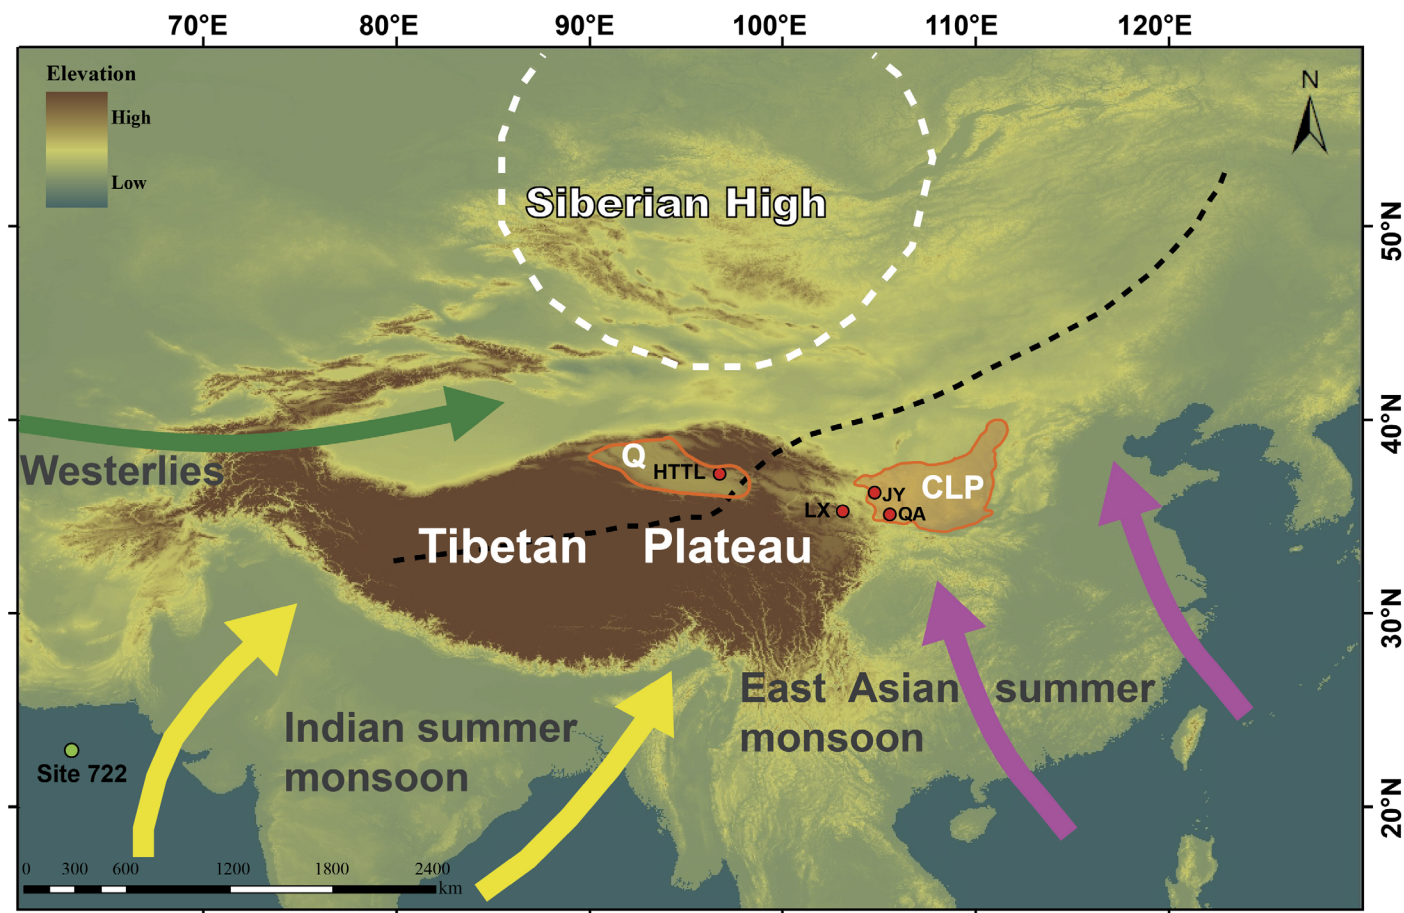 70°E 80°E 90°E 100°E 110°E 120°E
Elevation
High
Low
N
Siberian High
50°N
40°N
30°N
20°N
Westerlies
Q
HTTL
CLP
JY
LX
QA
Tibetan Plateau
East Asian summer
monsoon
Indian summer
monsoon
Site 722
0 300 600 1200 1800 2400
km